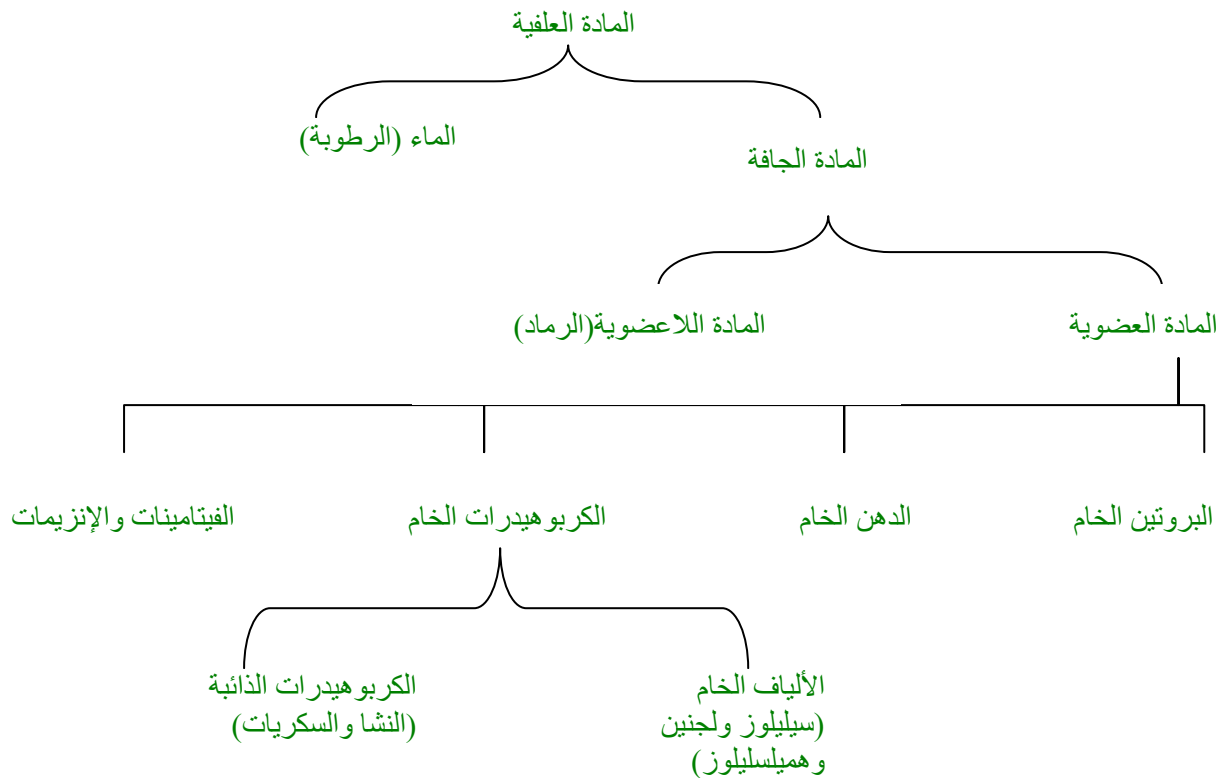 المادة العلفية
الماء (الرطوبة)
المادة الجافة
المادة العضوية
المادة اللاعضوية(الرماد)
البروتين الخام
الدهن الخام
الكربوهيدرات الخام
الفيتامينات والإنزيمات
الألياف الخام
(سيليلوز ولجنين
وهميلسليلوز)
الكربوهيدرات الذائبة
(النشا والسكريات)